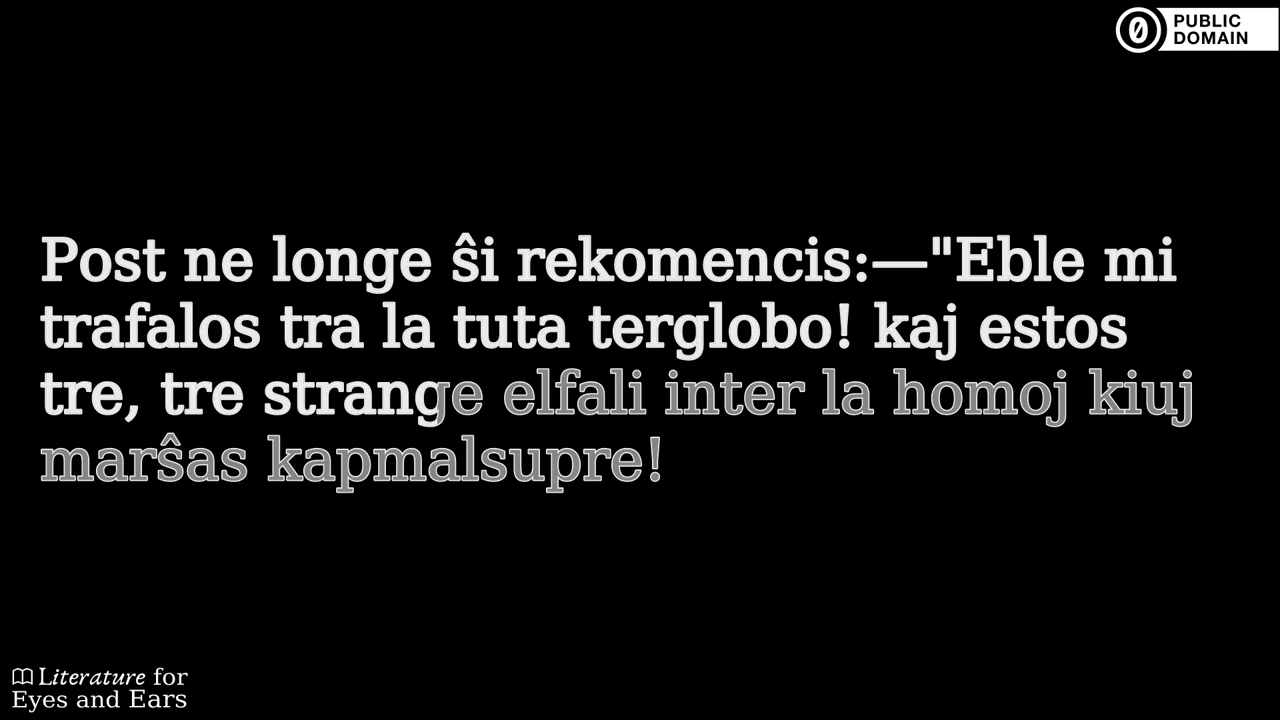 PUBLIC
DOMAIN
Post ne longe ŝi rekomencis:—"Eble mi
trafalos tra la tuta terglobo! kaj estos
tre, tre strange elfali inter la homoj kiuj
marŝas kapmalsupre!
Literature for
Eyes and Ears